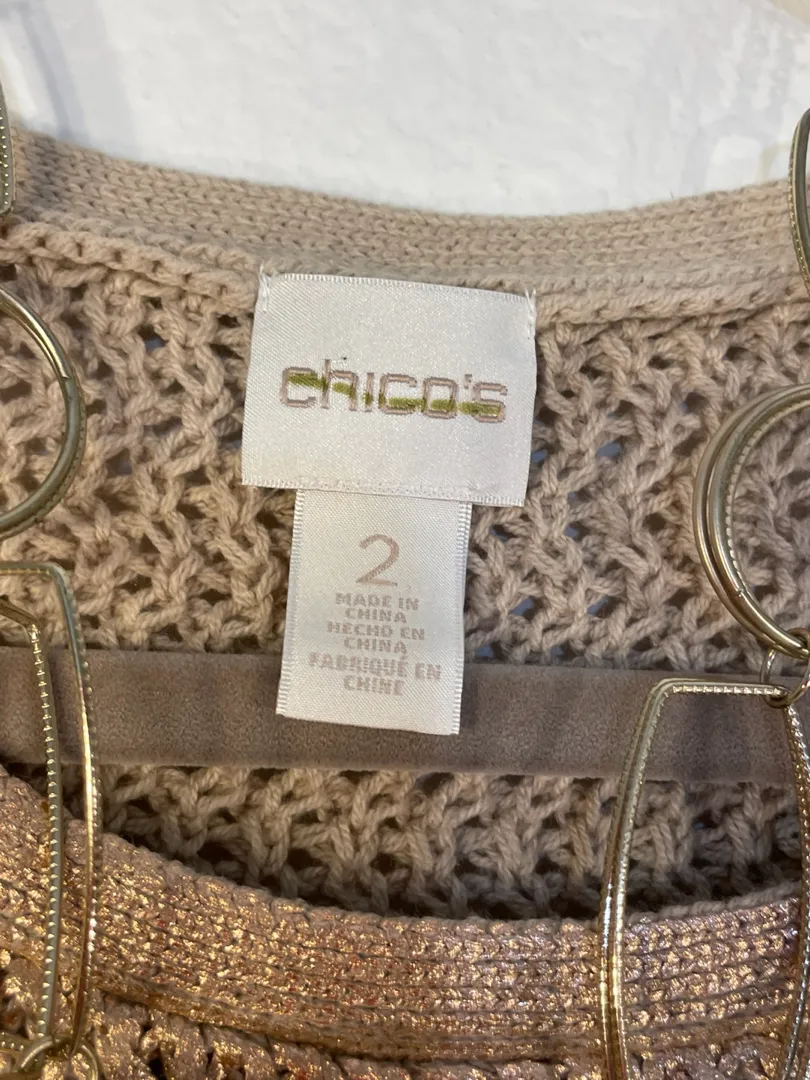 chico's
2
MADE IN
CHINA
HECHO EN
CHINA
FABRIQUÉ EN
CHINE